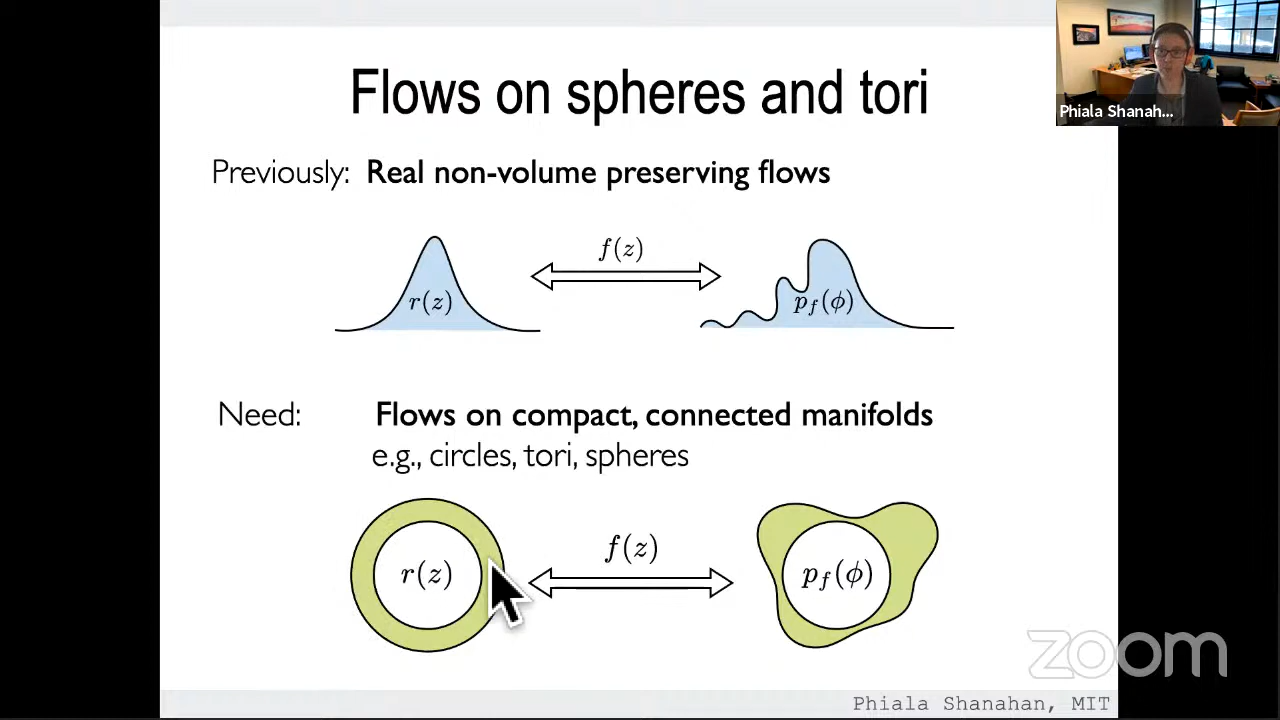 Flows on spheres and tori
Phiala Shanah...
Previously: Real non-volume preserving flows
f(z)
r(z)
p_f(ϕ)
Need: Flows on compact, connected manifolds
e.g., circles, tori, spheres
f(z)
r(z)
p_f(ϕ)
zoom
Phiala Shanahan, MIT